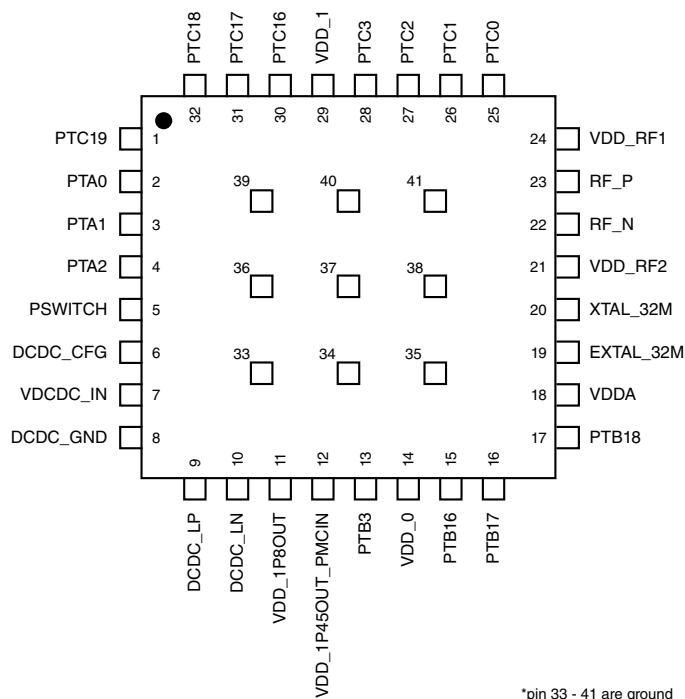 PTC18 PTC17 PTC16 VDD_1 PTC3 PTC2 PTC1 PTC0
32 31 30 29 28 27 26 25
PTC19 1 24 VDD_RF1
PTA0 2 39 40 41 23 RF_P
PTA1 3 22 RF_N
PTA2 4 36 37 38 21 VDD_RF2
PSWITCH 5 20 XTAL_32M
DCDC_CFG 6 33 34 35 19 EXTAL_32M
VDCDC_IN 7 18 VDDA
DCDC_GND 8 17 PTB18
9 10 11 12 13 14 15 16
DCDC_LP DCDC_LN VDD_1P8OUT VDD_1P45OUT_PMCIN PTB3 VDD_0 PTB16 PTB17
*pin 33 - 41 are ground